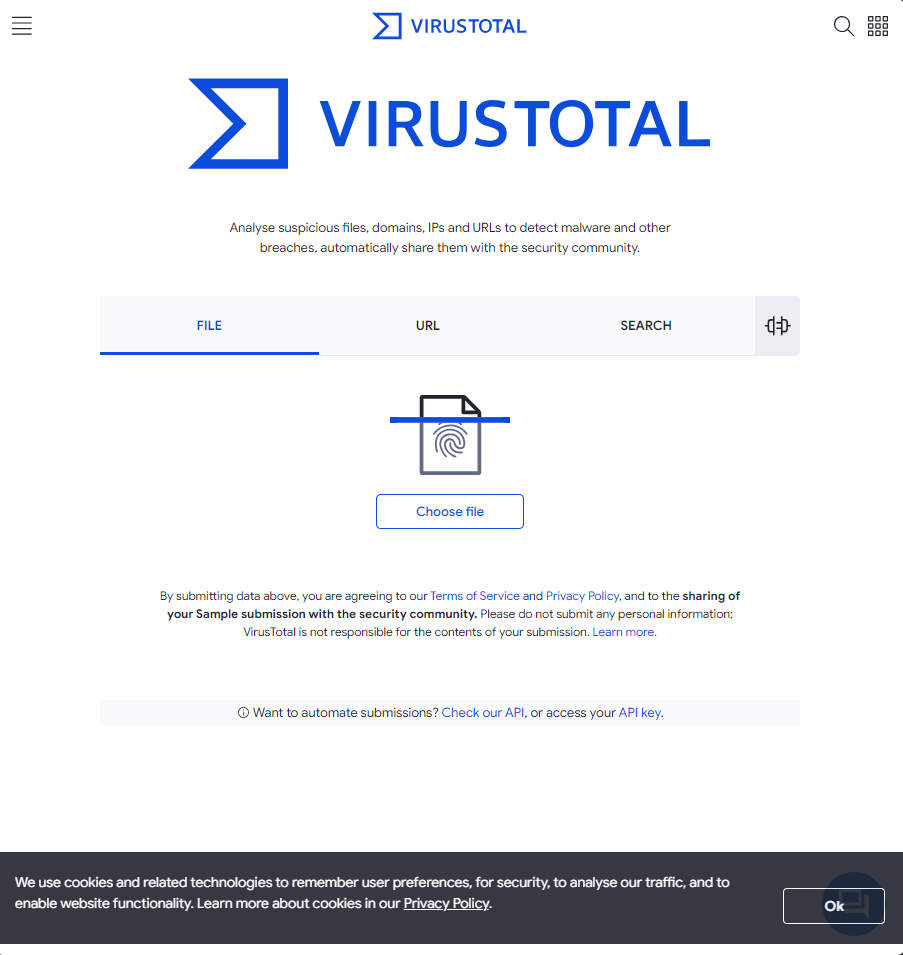 VIRUSTOTAL
VIRUSTOTAL
Analyse suspicious files, domains, IPs and URLs to detect malware and other
breaches, automatically share them with the security community.
FILE
URL
SEARCH
Choose file
By submitting data above, you are agreeing to our Terms of Service and Privacy Policy, and to the sharing of
your Sample submission with the security community. Please do not submit any personal information;
VirusTotal is not responsible for the contents of your submission. Learn more.
Want to automate submissions? Check our API, or access your API key.
We use cookies and related technologies to remember user preferences, for security, to analyse our traffic, and to
enable website functionality. Learn more about cookies in our Privacy Policy.
Ok